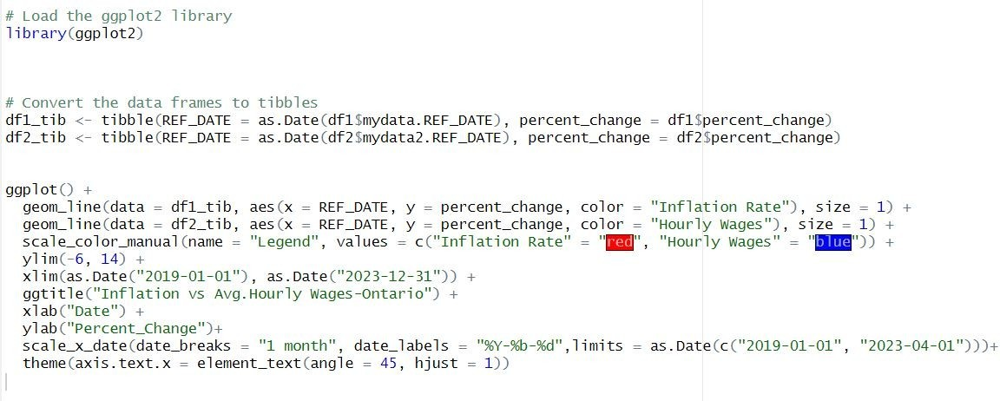 # Load the ggplot2 library
library(ggplot2)
# Convert the data frames to tibbles
df1_tib <- tibble(REF_DATE = as.Date(df1$mydata.REF_DATE), percent_change = df1$percent_change)
df2_tib <- tibble(REF_DATE = as.Date(df2$mydata2.REF_DATE), percent_change = df2$percent_change)
ggplot() +
  geom_line(data = df1_tib, aes(x = REF_DATE, y = percent_change, color = "Inflation Rate"), size = 1) +
  geom_line(data = df2_tib, aes(x = REF_DATE, y = percent_change, color = "Hourly Wages"), size = 1) +
  scale_color_manual(name = "Legend", values = c("Inflation Rate" = "red", "Hourly Wages" = "blue")) +
  ylim(-6, 14) +
  xlim(as.Date("2019-01-01"), as.Date("2023-12-31")) +
  ggtitle("Inflation vs Avg.Hourly Wages-Ontario") +
  xlab("Date") +
  ylab("Percent_Change")+
  scale_x_date(date_breaks = "1 month", date_labels = "%Y-%b-%d",limits = as.Date(c("2019-01-01", "2023-04-01")))+
  theme(axis.text.x = element_text(angle = 45, hjust = 1))